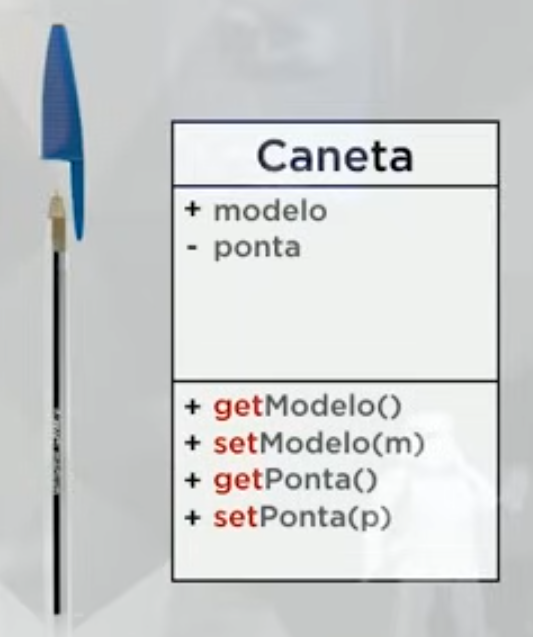 Caneta
+ modelo
- ponta
+ getModelo()
+ setModelo(m)
+ getPonta()
+ setPonta(p)